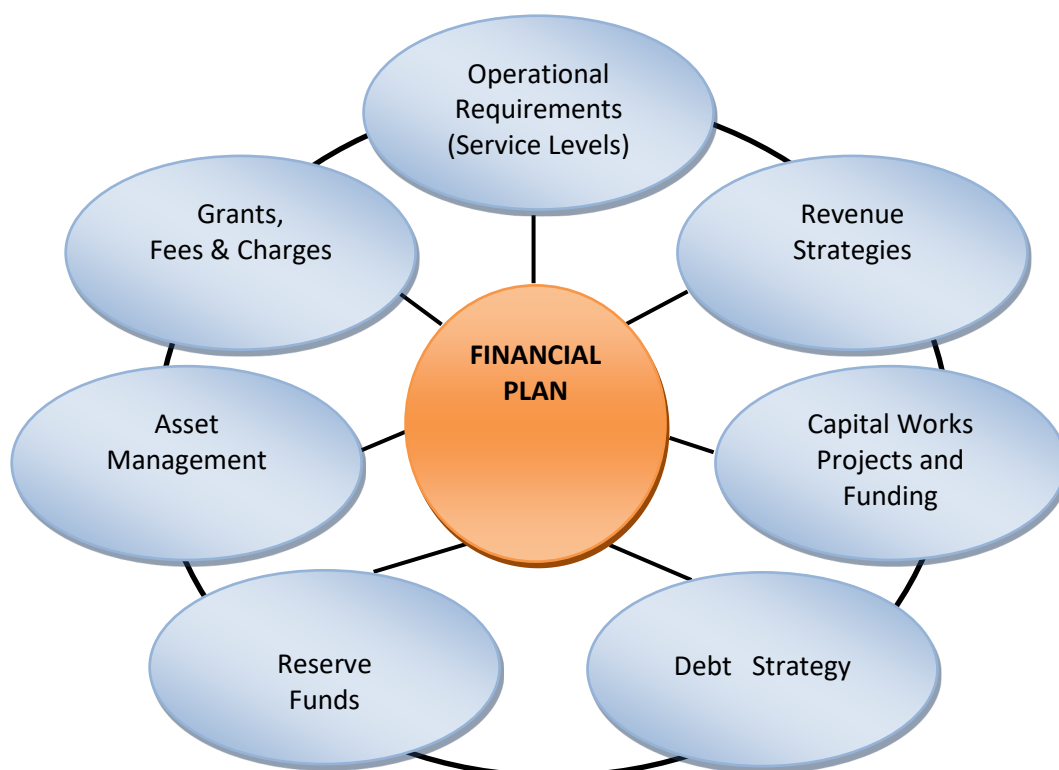 Operational
Requirements
(Service Levels)
Grants,
Fees & Charges
Revenue
Strategies
FINANCIAL
PLAN
Asset
Management
Capital Works
Projects and
Funding
Reserve
Funds
Debt Strategy